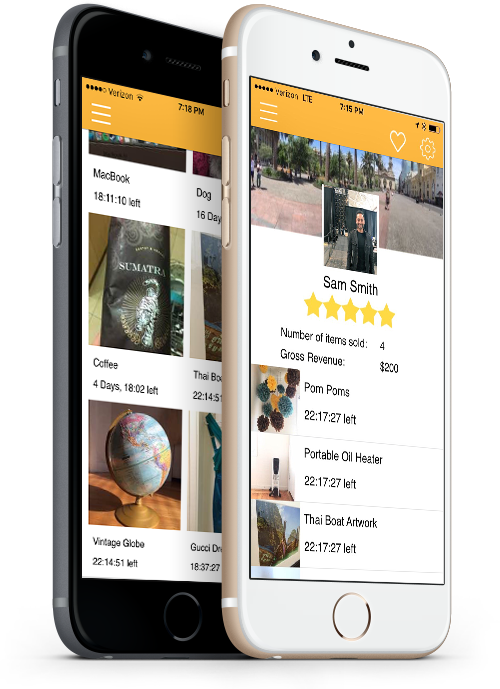 Verizon
7:18 PM
MacBook
18:11:10 left
Dog
16 Day
SUMATRA
Coffee
4 Days, 18:02 left
Thai Boa
22:14:51
Vintage Globe
22:14:51 left
Gucci Dre
18:37:27
Verizon LTE
7:15 PM
Sam Smith
Number of items sold: 4
Gross Revenue: $200
Pom Poms
22:17:27 left
Portable Oil Heater
22:17:27 left
Thai Boat Artwork
22:17:27 left